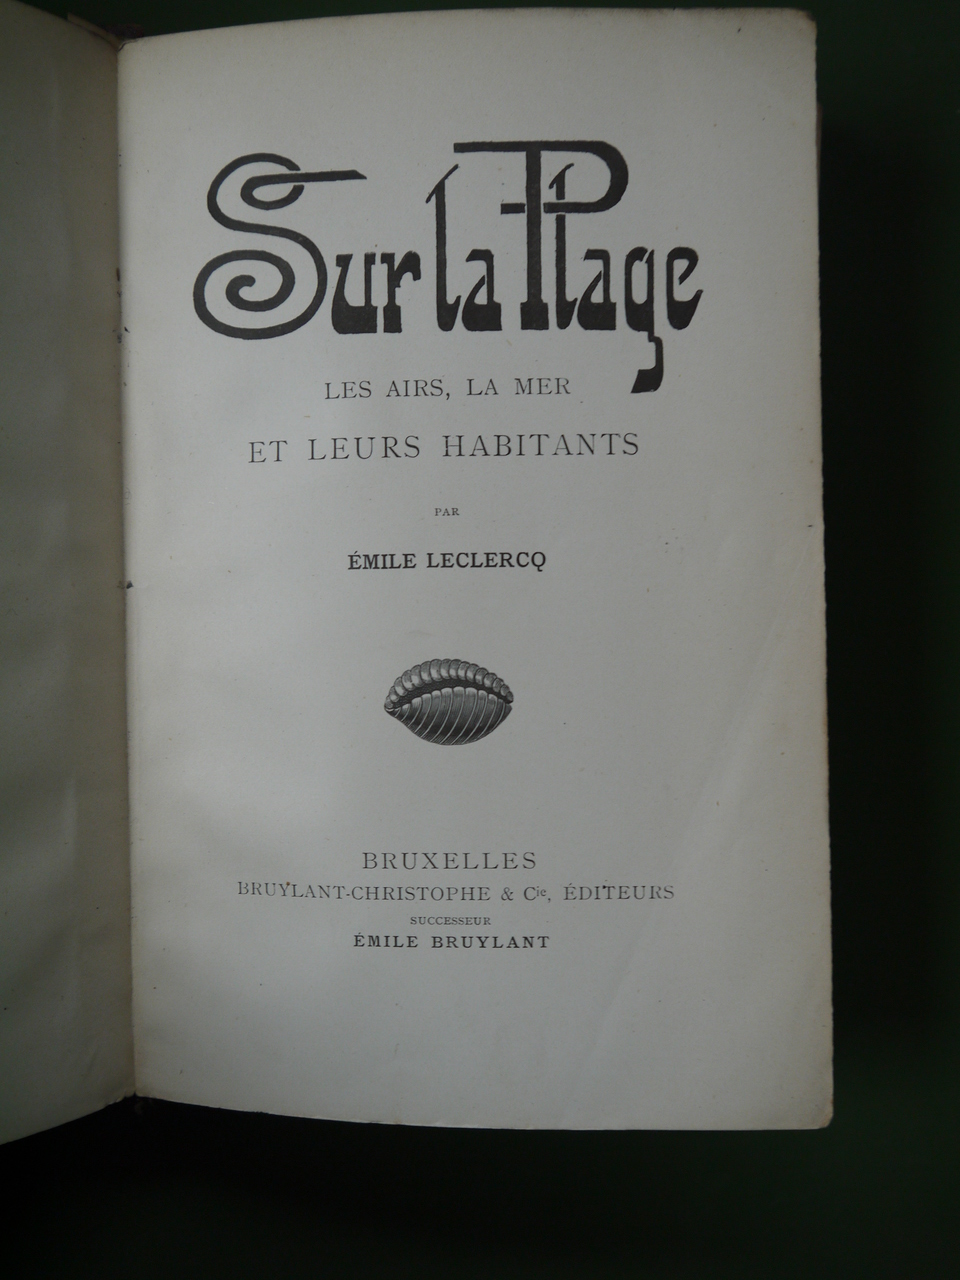 Sur la Plage
LES AIRS, LA MER
ET LEURS HABITANTS
PAR
ÉMILE LECLERCQ
BRUXELLES
BRUYLANT-CHRISTOPHE & Cie, ÉDITEURS
SUCCESSEUR
ÉMILE BRUYLANT